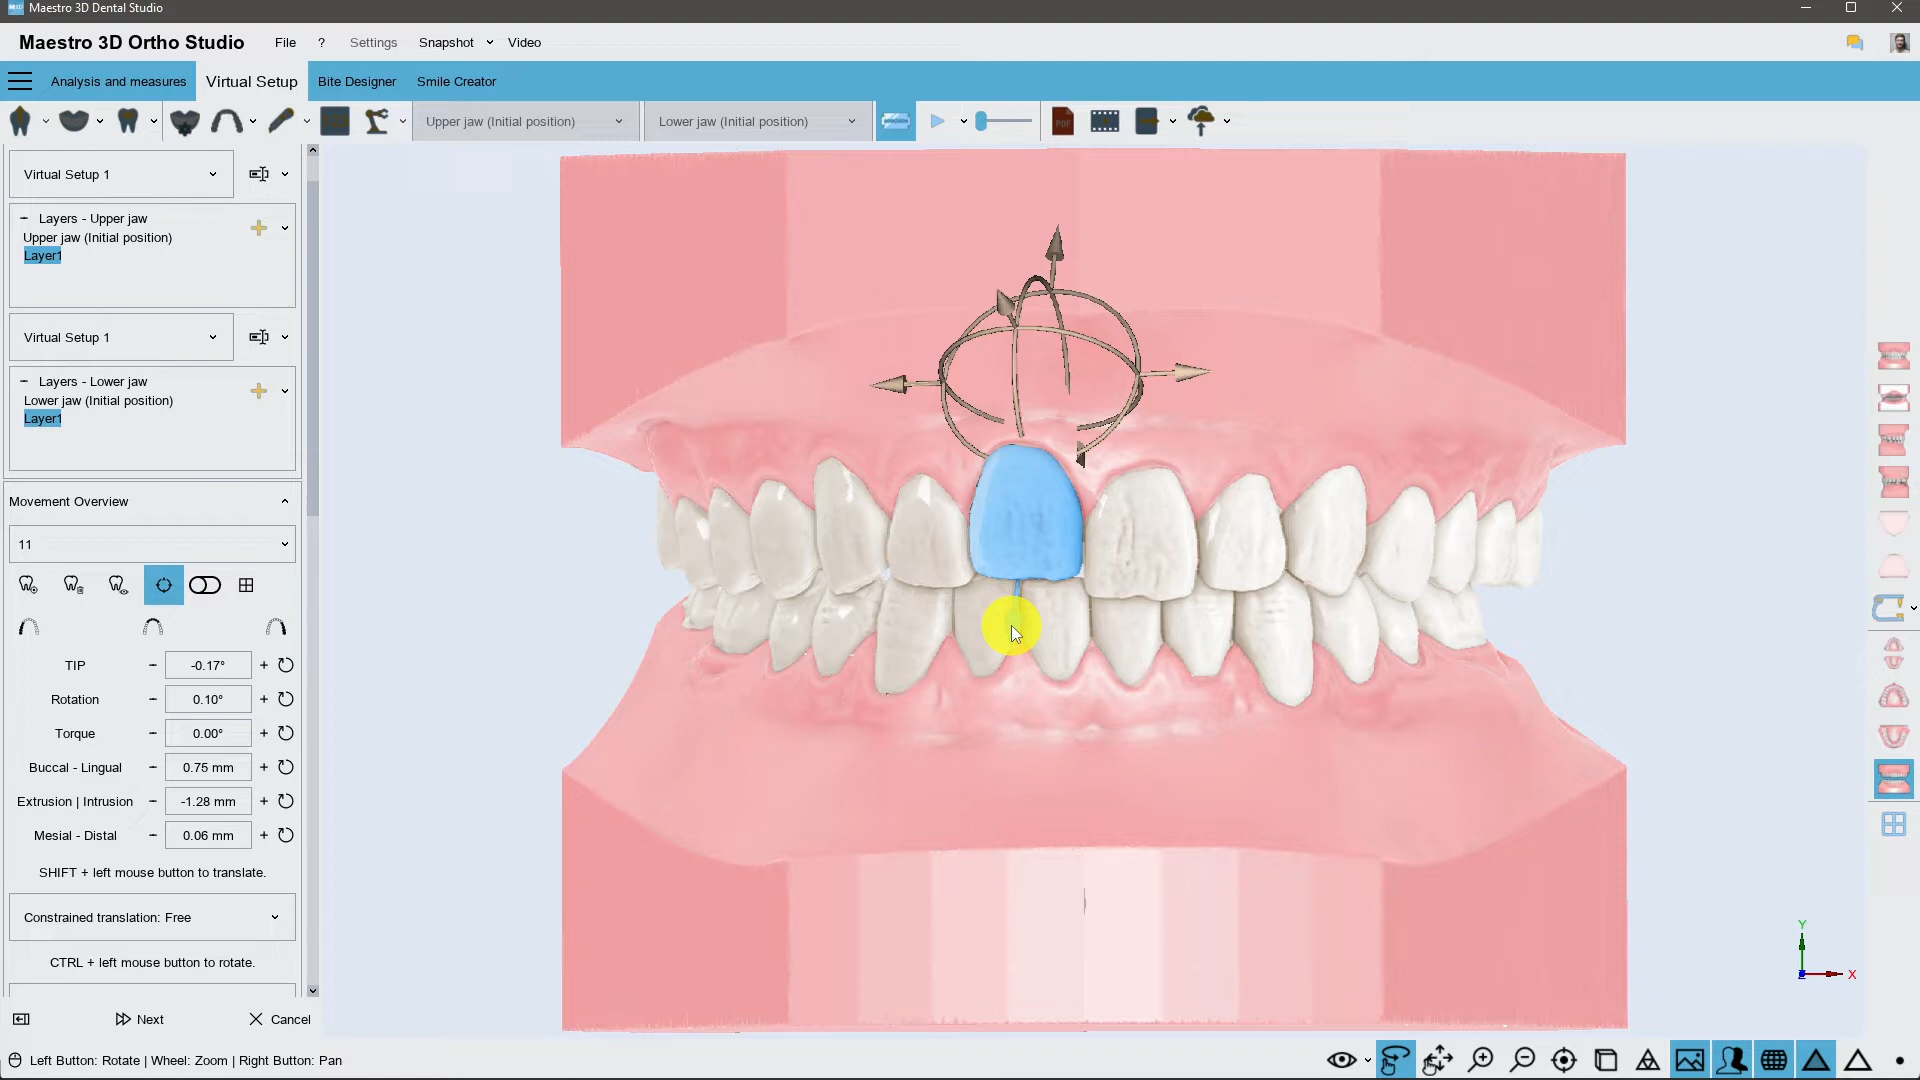 Maestro 3D Dental Studio
Maestro 3D Ortho Studio File ? Settings Snapshot Video
Analysis and measures Virtual Setup Bite Designer Smile Creator
Upper jaw (Initial position) Lower jaw (Initial position)
PDF
Virtual Setup 1
Layers - Upper jaw
Upper jaw (Initial position)
Layer1
Virtual Setup 1
Layers - Lower jaw
Lower jaw (Initial position)
Layer1
Movement Overview
11
TIP - -0.17° +
Rotation - 0.10° +
Torque - 0.00° +
Buccal - Lingual - 0.75 mm +
Extrusion | Intrusion - -1.28 mm +
Mesial - Distal - 0.06 mm +
SHIFT + left mouse button to translate.
Constrained translation: Free
CTRL + left mouse button to rotate.
Next Cancel
Left Button: Rotate | Wheel: Zoom | Right Button: Pan
Y
X
Z